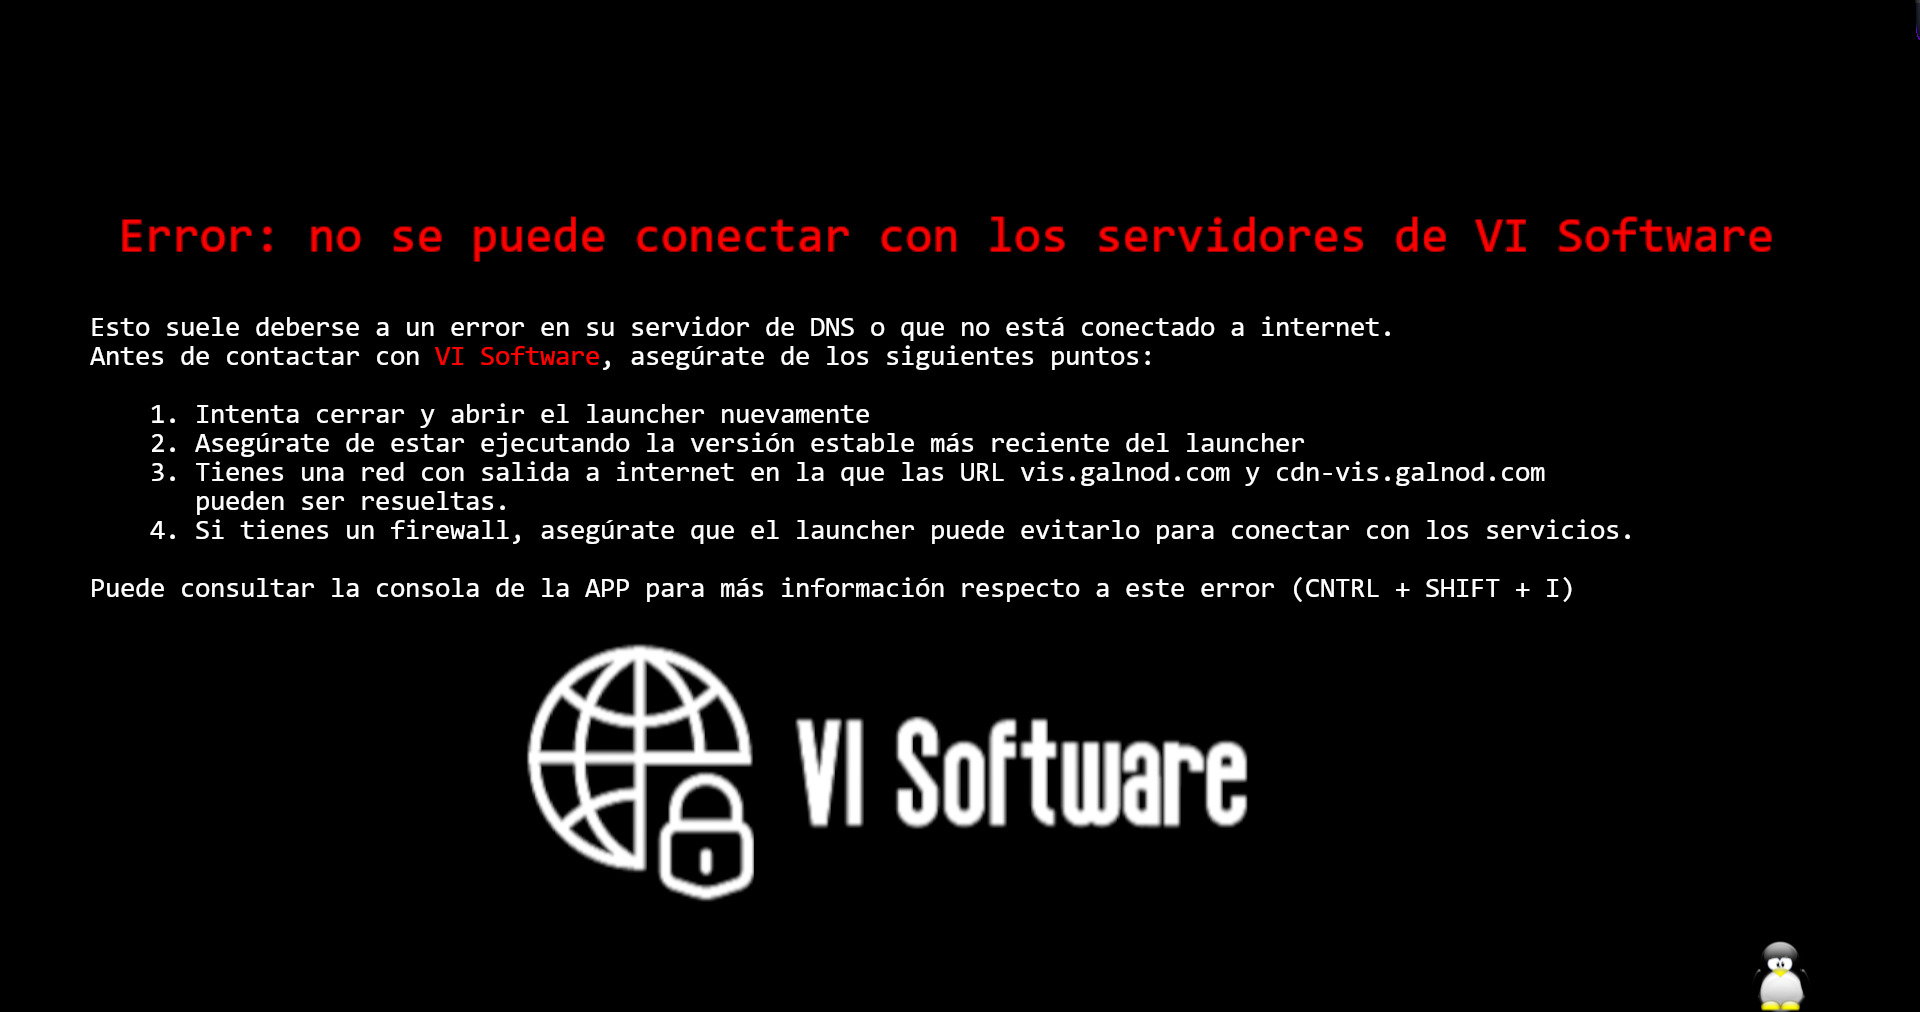 Error: no se puede conectar con los servidores de VI Software
Esto suele deberse a un error en su servidor de DNS o que no está conectado a internet.
Antes de contactar con VI Software, asegúrate de los siguientes puntos:
1. Intenta cerrar y abrir el launcher nuevamente
2. Asegúrate de estar ejecutando la versión estable más reciente del launcher
3. Tienes una red con salida a internet en la que las URL vis.galnod.com y cdn-vis.galnod.com
pueden ser resueltas.
4. Si tienes un firewall, asegúrate que el launcher puede evitarlo para conectar con los servicios.
Puede consultar la consola de la APP para más información respecto a este error (CNTRL + SHIFT + I)
VI Software